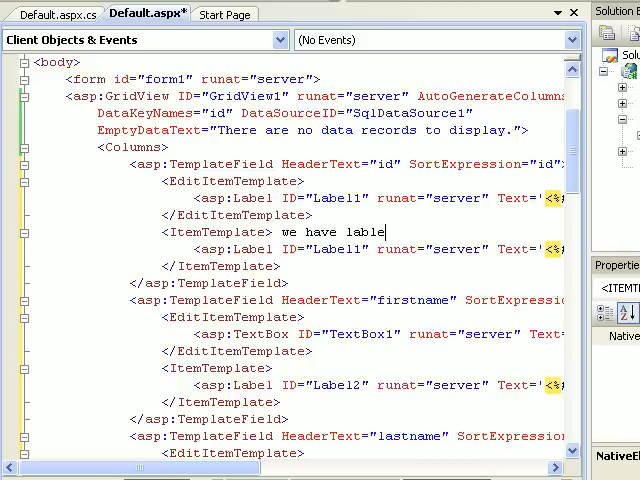 Default.aspx.cs Default.aspx* Start Page
Solution E
Client Objects & Events (No Events)
Solu
<body>
<form id="form1" runat="server">
<asp:GridView ID="GridView1" runat="server" AutoGenerateColumns
DataKeyNames="id" DataSourceID="SqlDataSource1"
EmptyDataText="There are no data records to display.">
<Columns>
<asp:TemplateField HeaderText="id" SortExpression="id">
<EditItemTemplate>
<asp:Label ID="Label1" runat="server" Text='<%#
</EditItemTemplate>
<ItemTemplate> we have lable
<asp:Label ID="Label1" runat="server" Text='<%#
</ItemTemplate>
</asp:TemplateField>
<asp:TemplateField HeaderText="firstname" SortExpression
<EditItemTemplate>
<asp:TextBox ID="TextBox1" runat="server" Text=
</EditItemTemplate>
<ItemTemplate>
<asp:Label ID="Label2" runat="server" Text='<%#
</ItemTemplate>
</asp:TemplateField>
<asp:TemplateField HeaderText="lastname" SortExpression
<EditItemTemplate>
Properties
<ITEMTE
Native
NativeEl